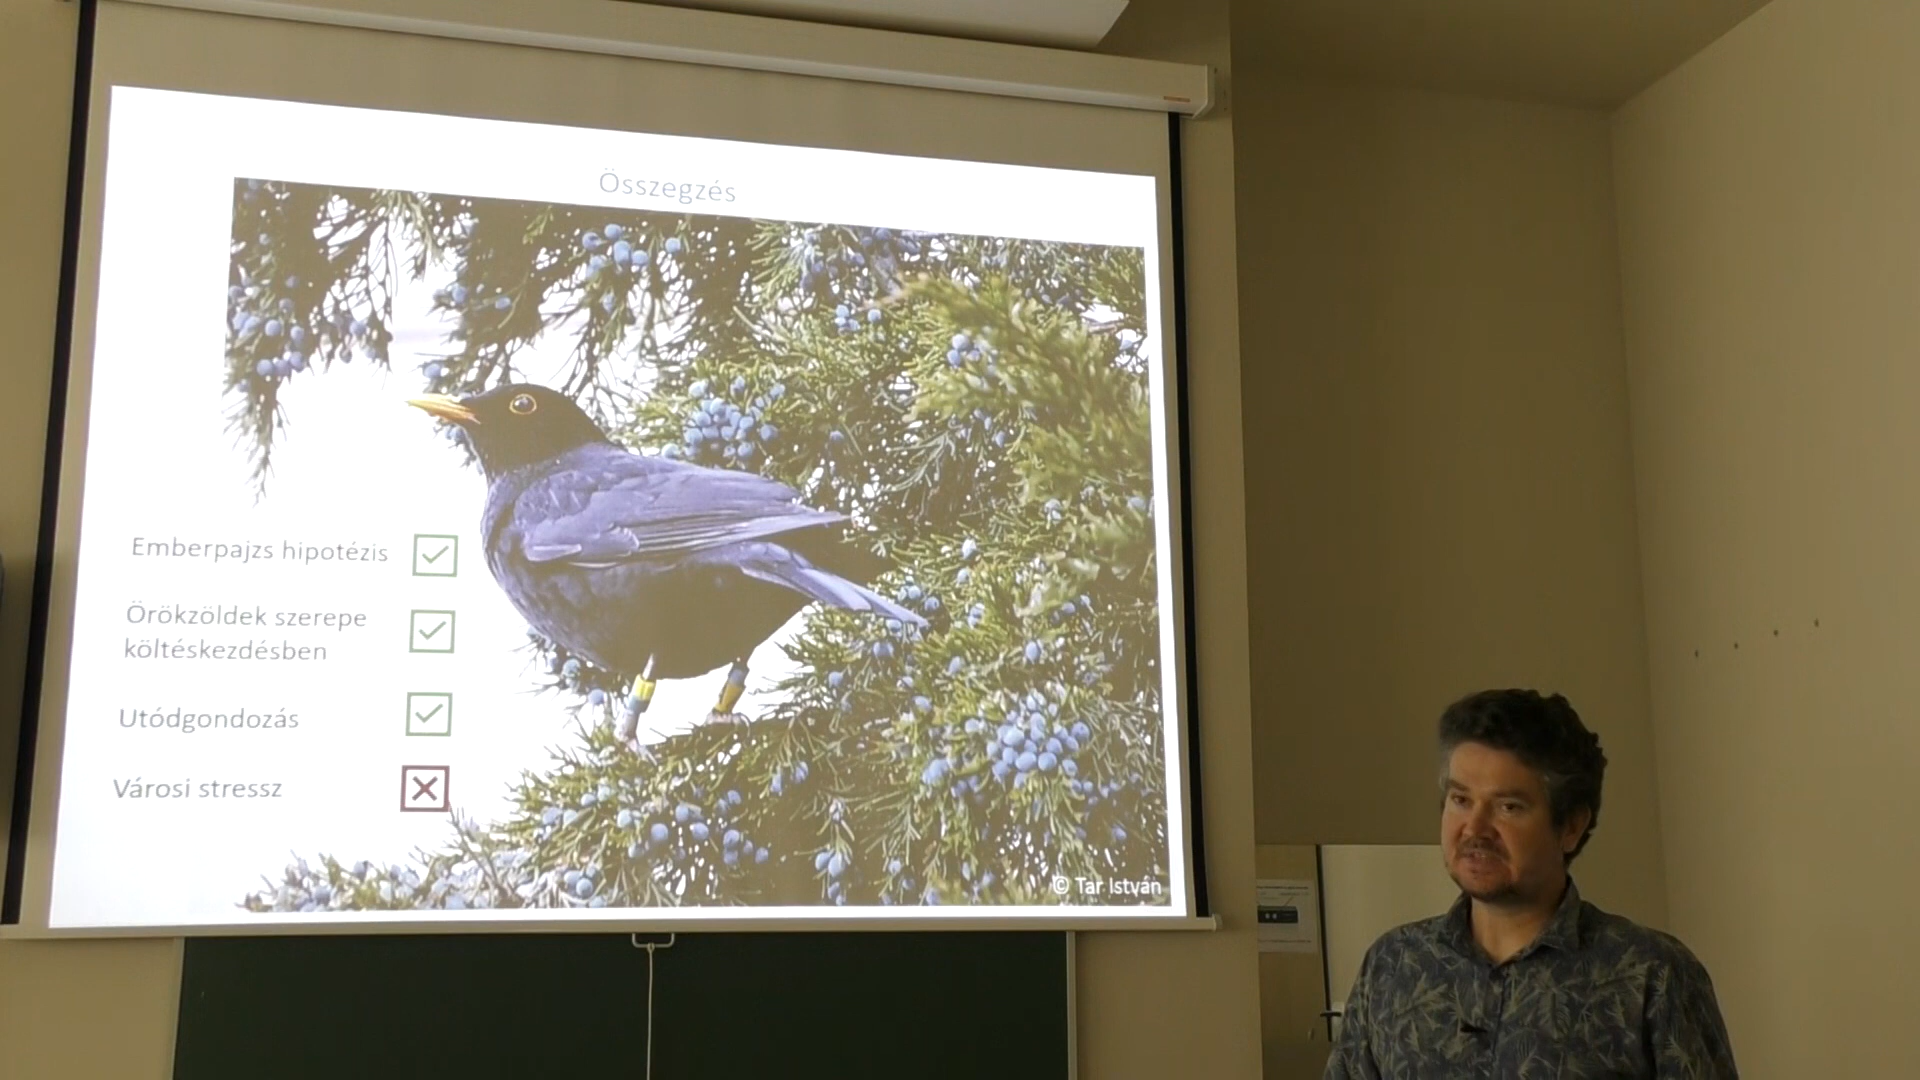 Összegzés
Emberpajzs hipotézis
Örökzöldek szerepe
költéskezdésben
Utódgondozás
Városi stressz
© Tar István